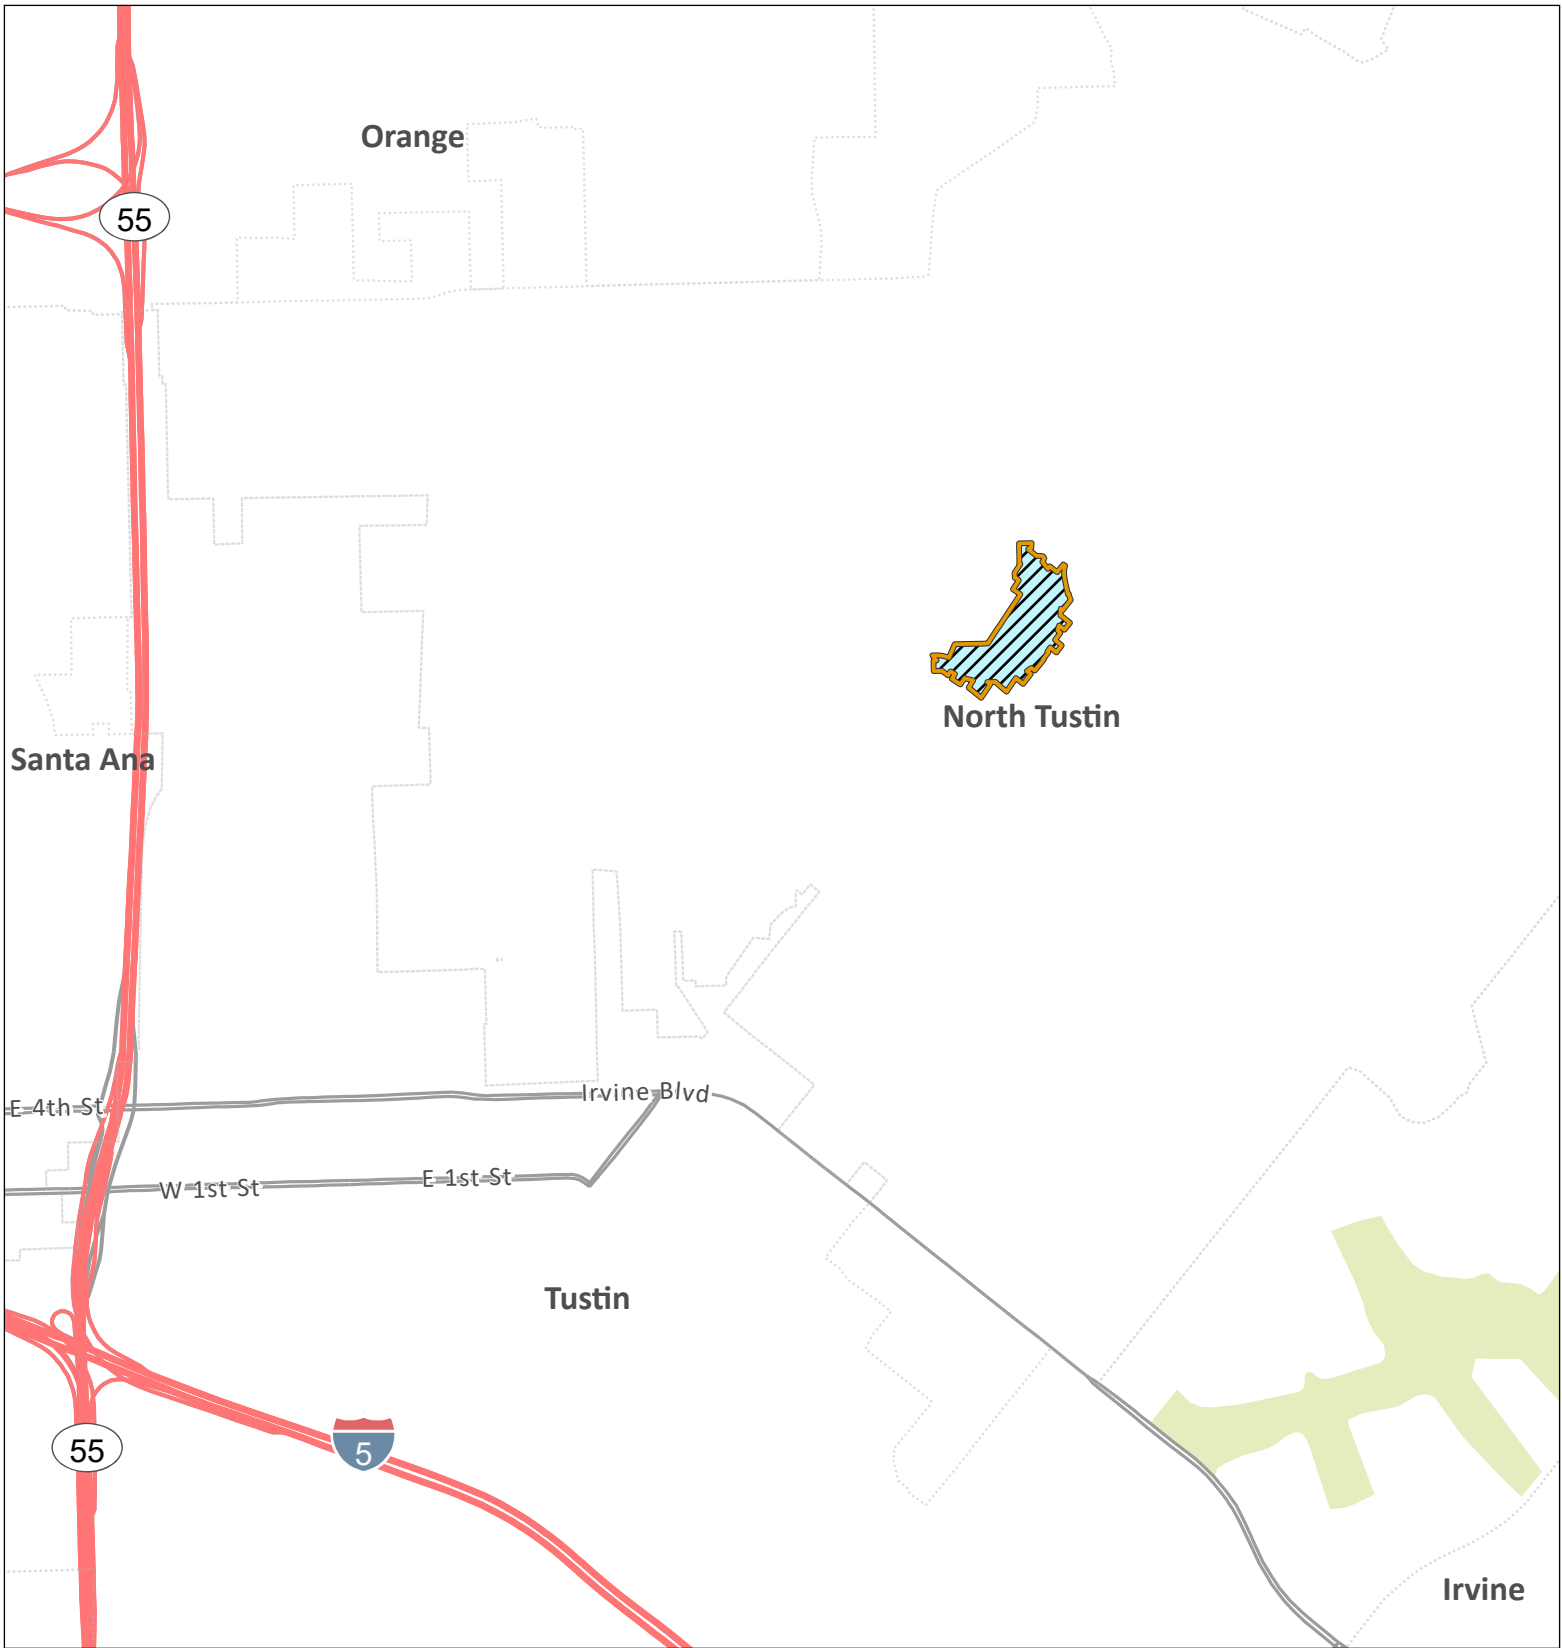 Orange
55
North Tustin
Santa Ana
Irvine Blvd
E 4th St
E 1st St
W 1st St
Tustin
5
55
Irvine